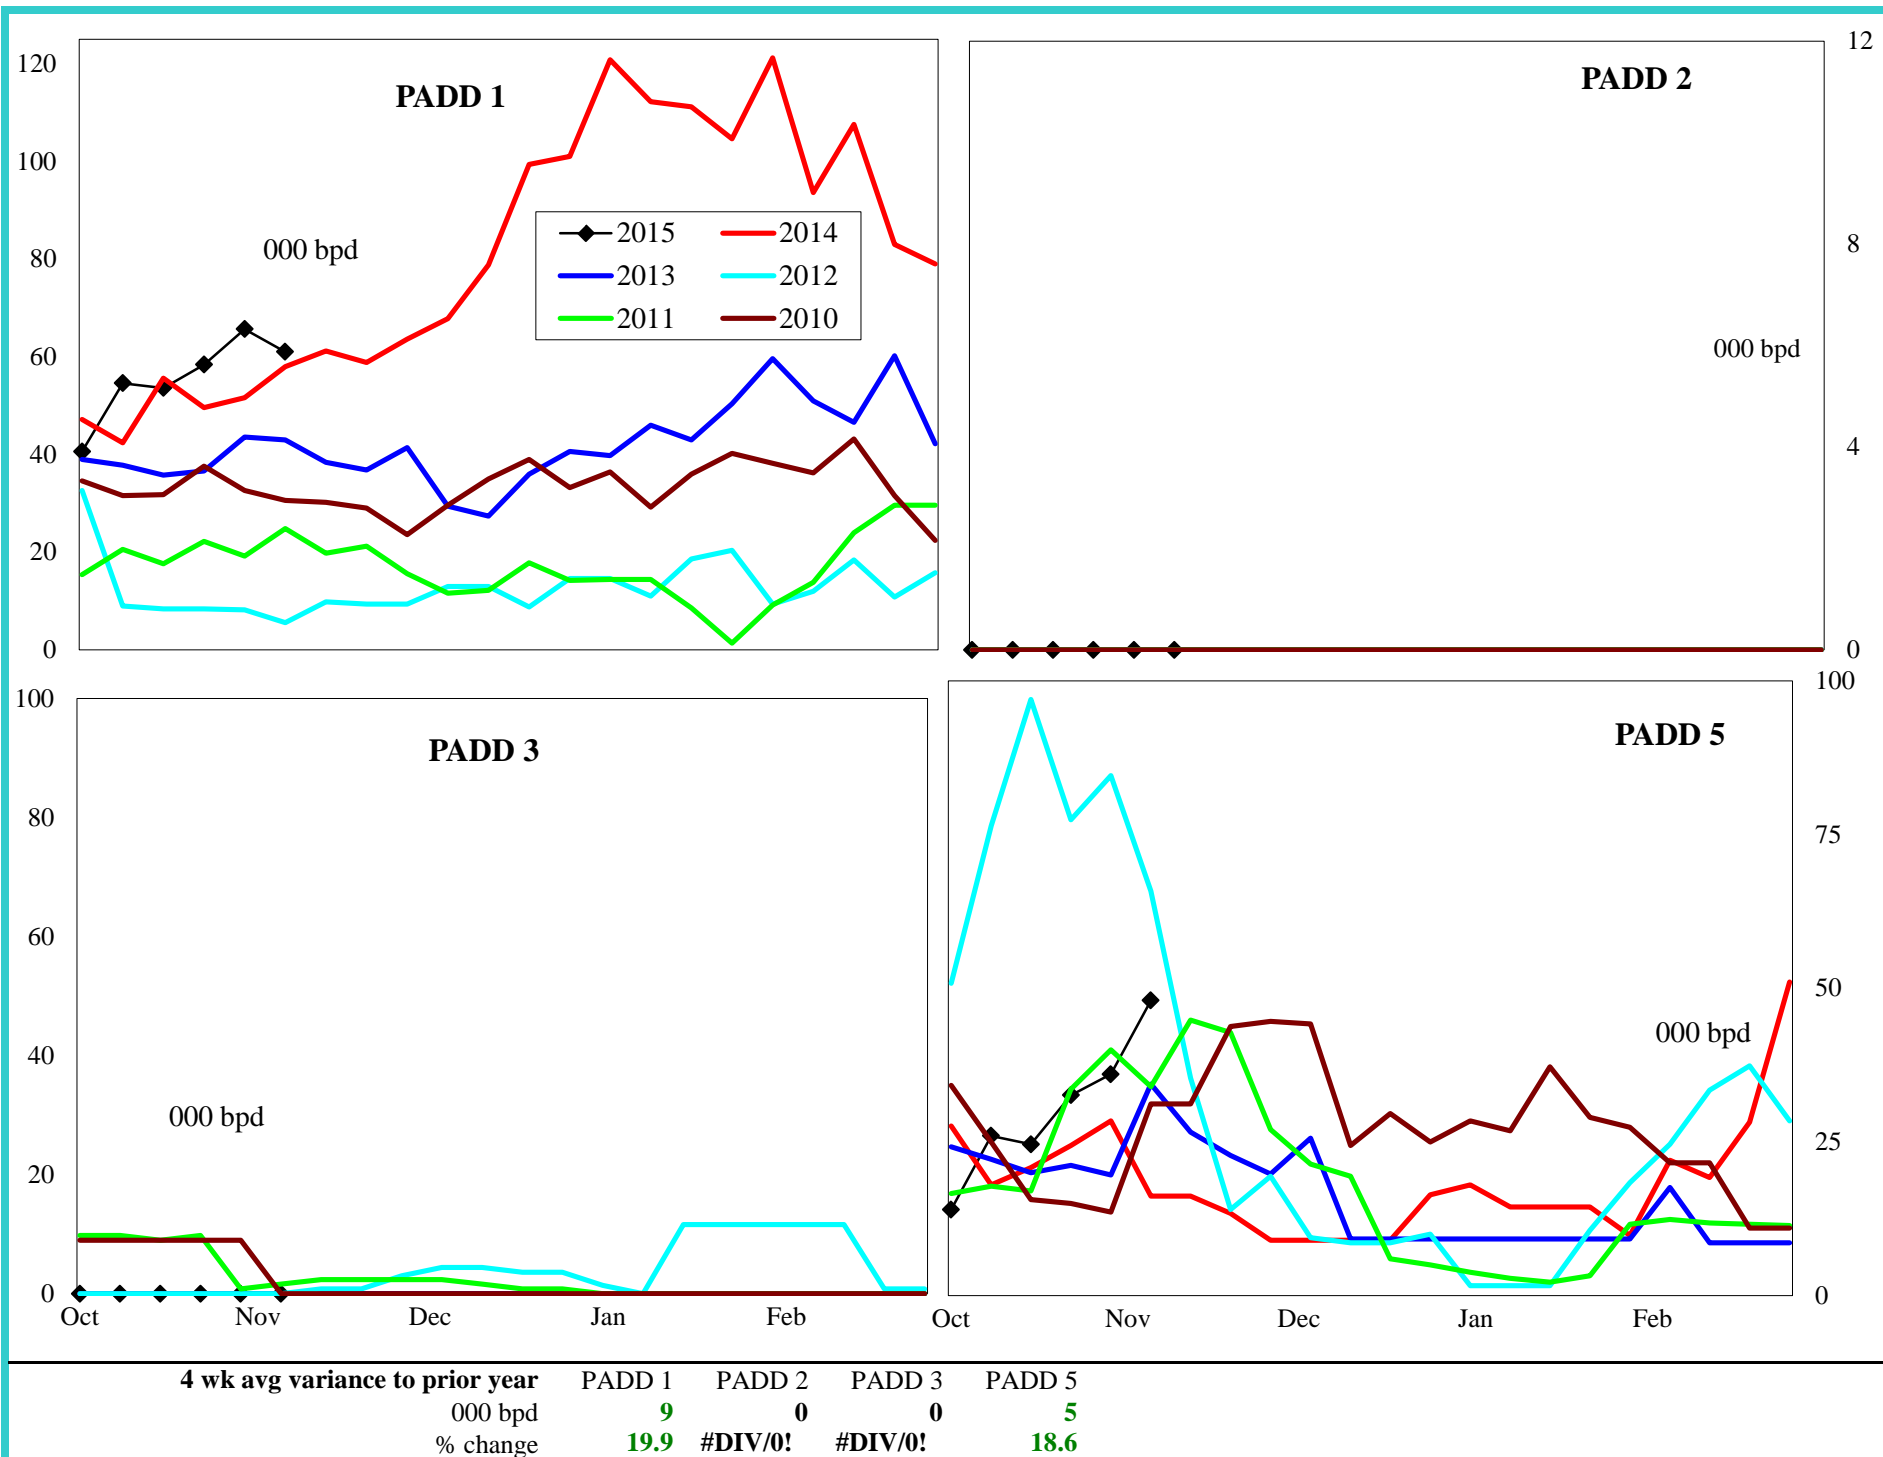 PADD 1
120
100
80
60
40
20
0
000 bpd
2015 2014
2013 2012
2011 2010
PADD 2
12
8
4
0
000 bpd
PADD 3
100
80
60
40
20
0
000 bpd
Oct Nov Dec Jan Feb
PADD 5
100
75
50
25
0
000 bpd
Oct Nov Dec Jan Feb
4 wk avg variance to prior year PADD 1 PADD 2 PADD 3 PADD 5
000 bpd 9 0 0 5
% change 19.9 #DIV/0! #DIV/0! 18.6